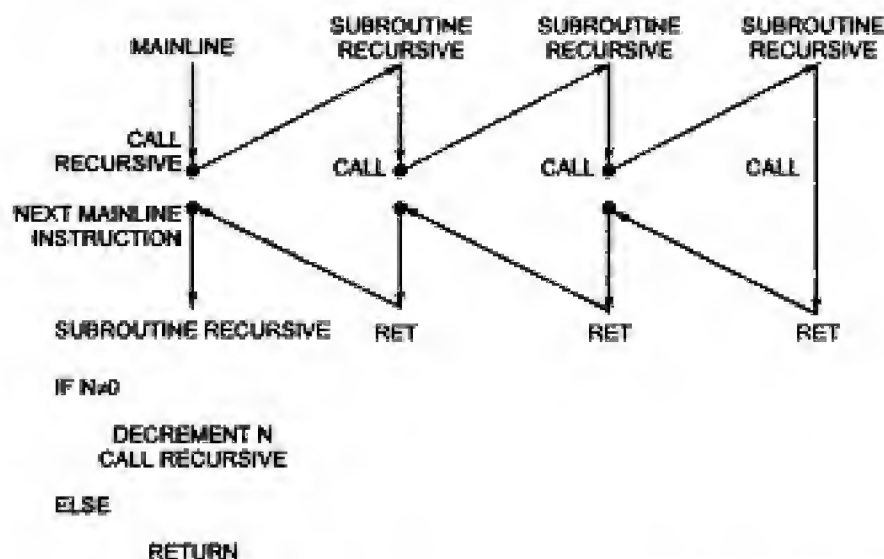 MAINLINE
SUBROUTINE
RECURSIVE
SUBROUTINE
RECURSIVE
SUBROUTINE
RECURSIVE
CALL
RECURSIVE
CALL
CALL
CALL
NEXT MAINLINE
INSTRUCTION
SUBROUTINE RECURSIVE
RET
RET
RET
IF N≠0
DECREMENT N
CALL RECURSIVE
ELSE
RETURN